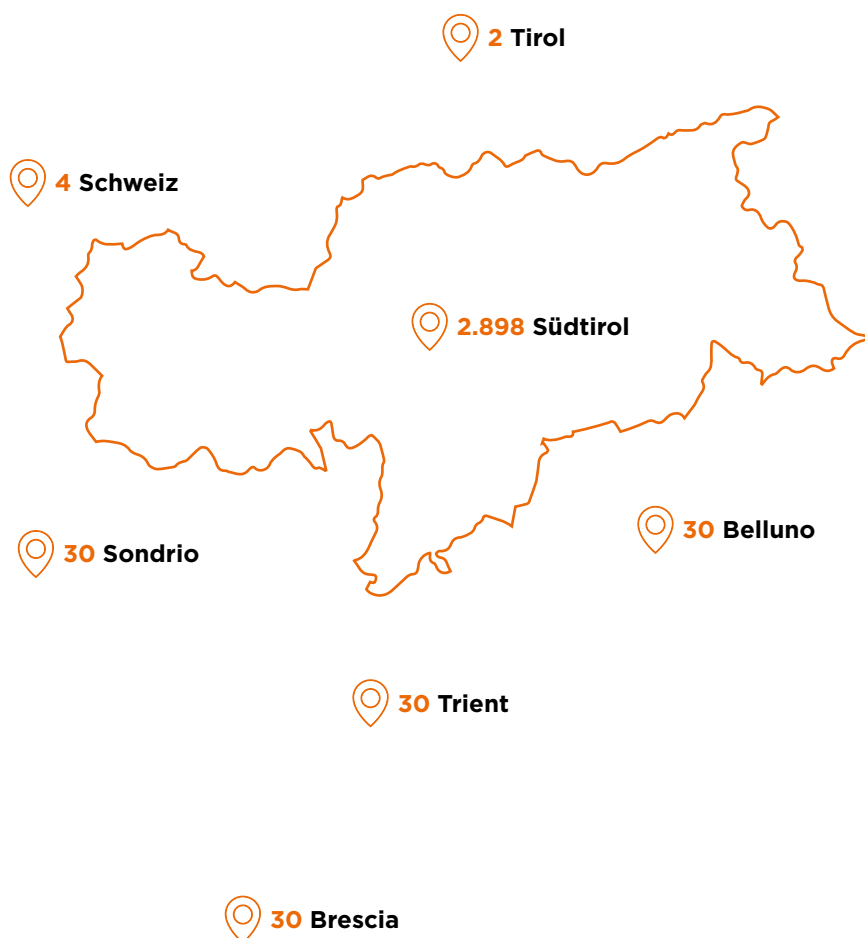 2 Tirol
4 Schweiz
2.898 Südtirol
30 Belluno
30 Sondrio
30 Trient
30 Brescia